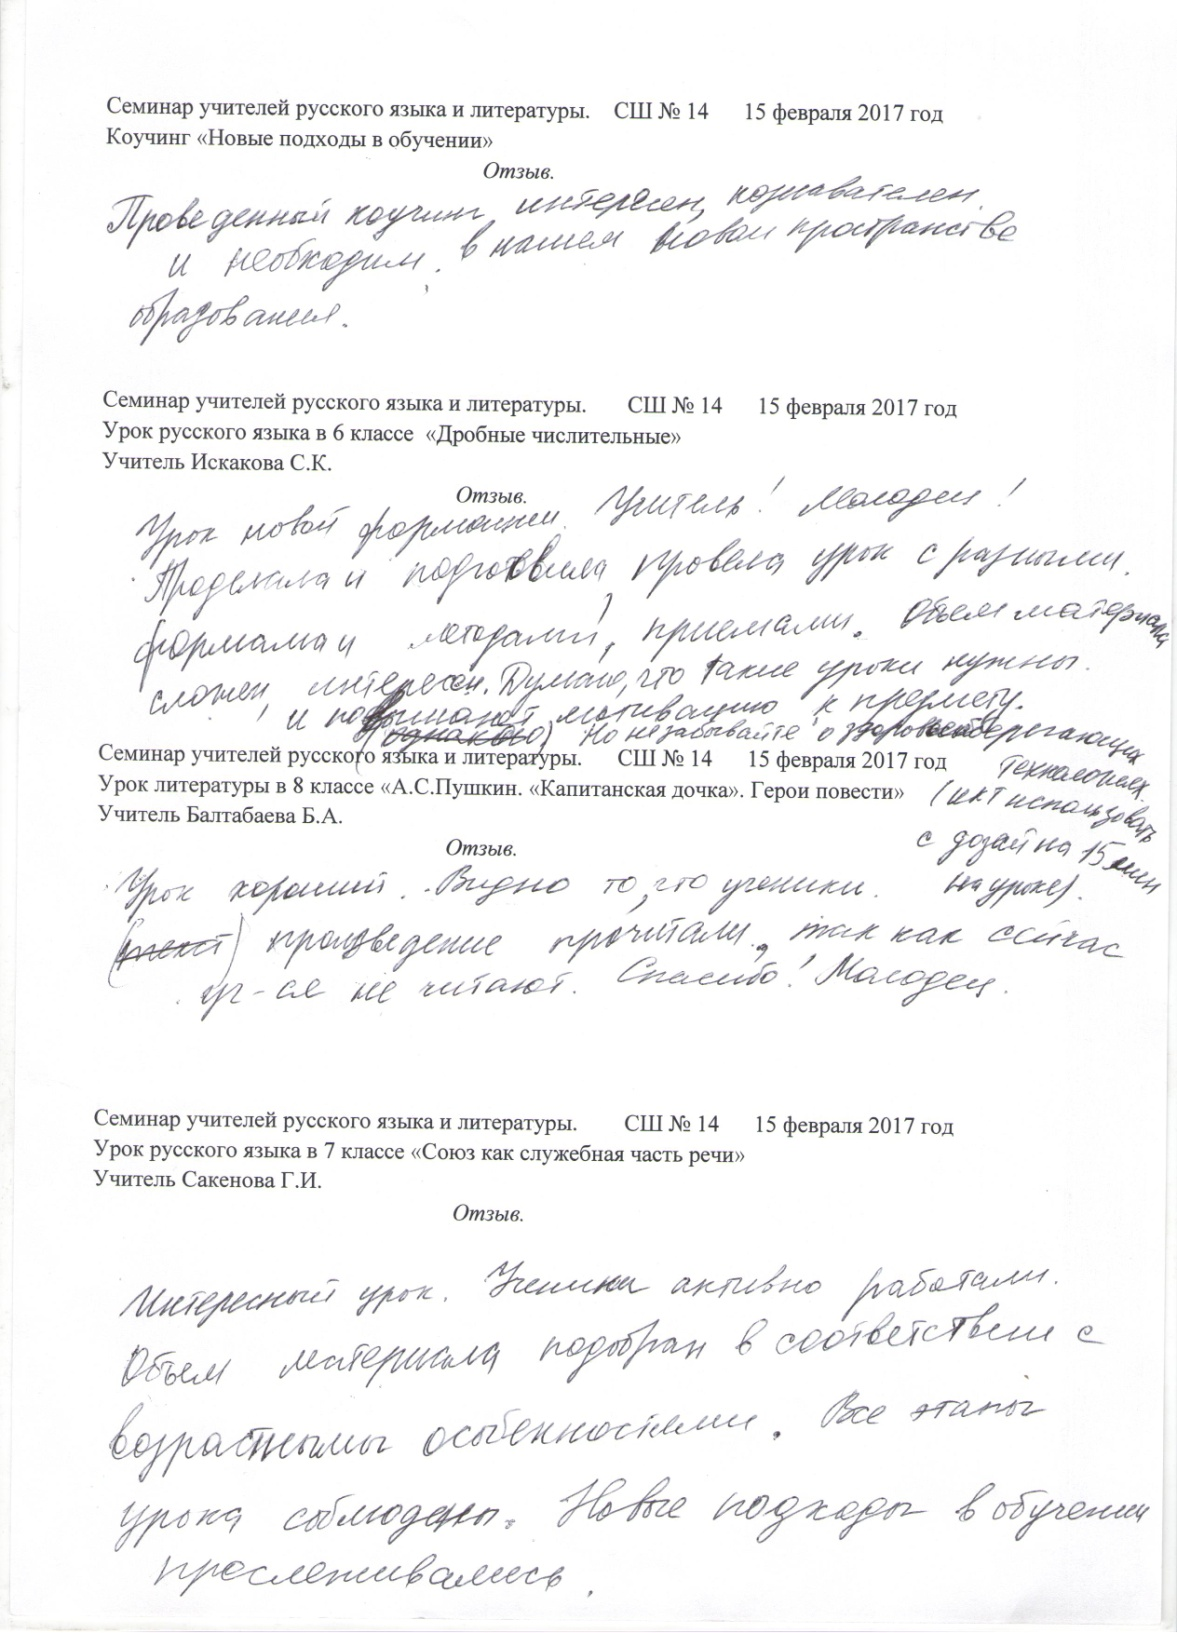 Семинар учителей русского языка и литературы. СШ № 14 15 февраля 2017 год
Коучинг «Новые подходы в обучении»
Отзыв.
Проведенный коучинг интересен, познавателен
и необходим в нашем новом пространстве
образования.
Семинар учителей русского языка и литературы. СШ № 14 15 февраля 2017 год
Урок русского языка в 6 классе «Дробные числительные»
Учитель Искакова С.К.
Отзыв.
Урок новой формации. Учитель! Молодец!
Проделала и подготовила, провела урок с разными
формами и методами, приемами. Объем материала
сложен, интересен. Думаю, что такие уроки нужны
и повышают мотивацию к предмету.
(однако) Но не забывайте о здоровьесберегающих
технологиях.
(ИКТ использовать
с дозой на 15 мин
на уроке).
Семинар учителей русского языка и литературы. СШ № 14 15 февраля 2017 год
Урок литературы в 8 классе «А.С.Пушкин. «Капитанская дочка». Герои повести»
Учитель Балтабаева Б.А.
Отзыв.
Урок хороший. Видно то, что ученики
(текст) произведение прочитали, так как сейчас
уч-ся не читают. Спасибо! Молодец.
Семинар учителей русского языка и литературы. СШ № 14 15 февраля 2017 год
Урок русского языка в 7 классе «Союз как служебная часть речи»
Учитель Сакенова Г.И.
Отзыв.
Интересный урок. Ученики активно работали.
Объем материала подобран в соответствии с
возрастными особенностями. Все этапы
урока соблюдены. Новые подходы в обучении
прослеживались.